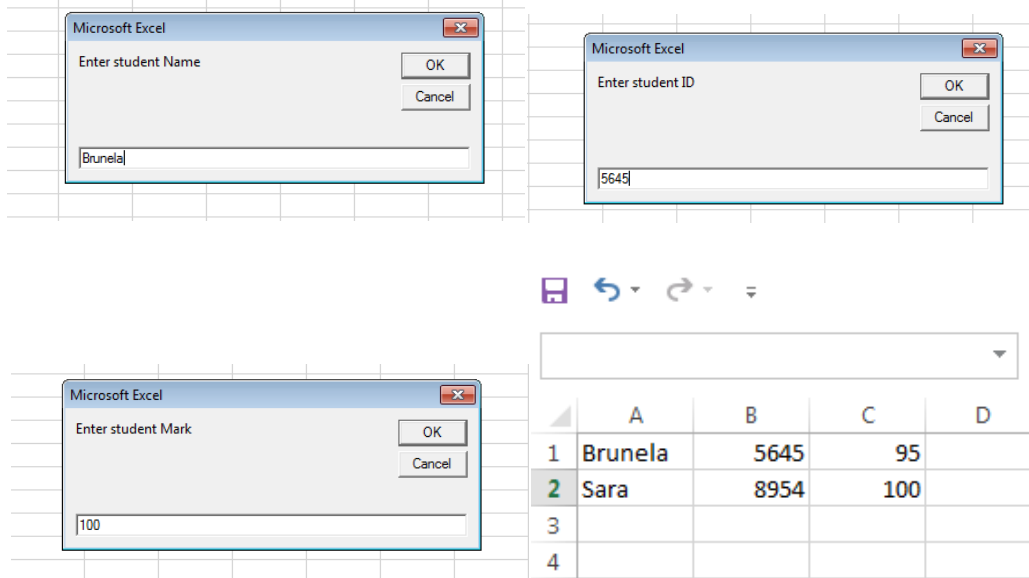 Microsoft Excel
Enter student Name
OK
Cancel
Brunela
Microsoft Excel
Enter student ID
OK
Cancel
5645
Microsoft Excel
Enter student Mark
OK
Cancel
100
A B C D
1 Brunela 5645 95
2 Sara 8954 100
3
4